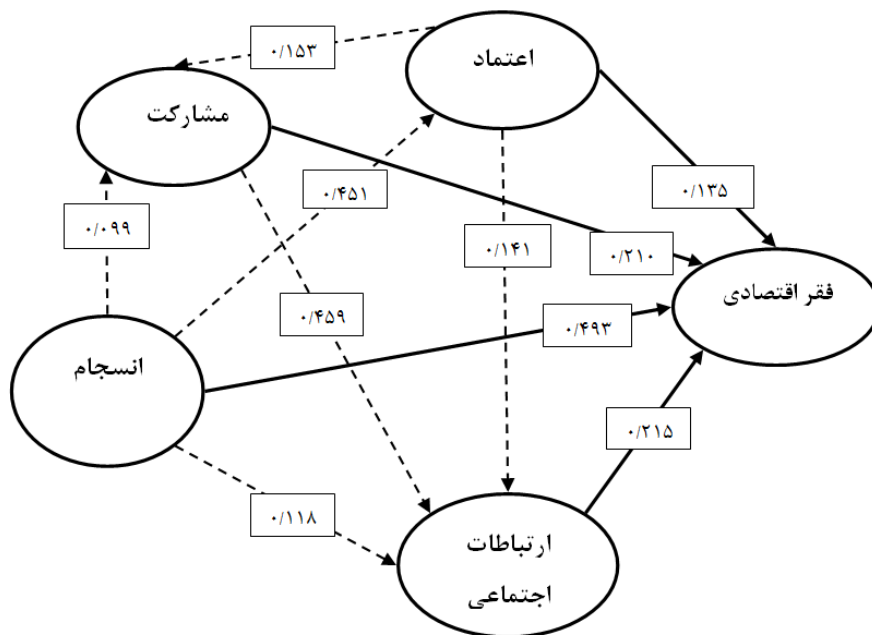 اعتماد
۰/۱۵۳
مشارکت
۰/۴۵۱
۰/۱۳۵
۰/۰۹۹
۰/۱۴۱
۰/۲۱۰
فقر اقتصادی
۰/۴۵۹
۰/۴۹۳
انسجام
۰/۲۱۵
۰/۱۱۸
ارتباطات
اجتماعی